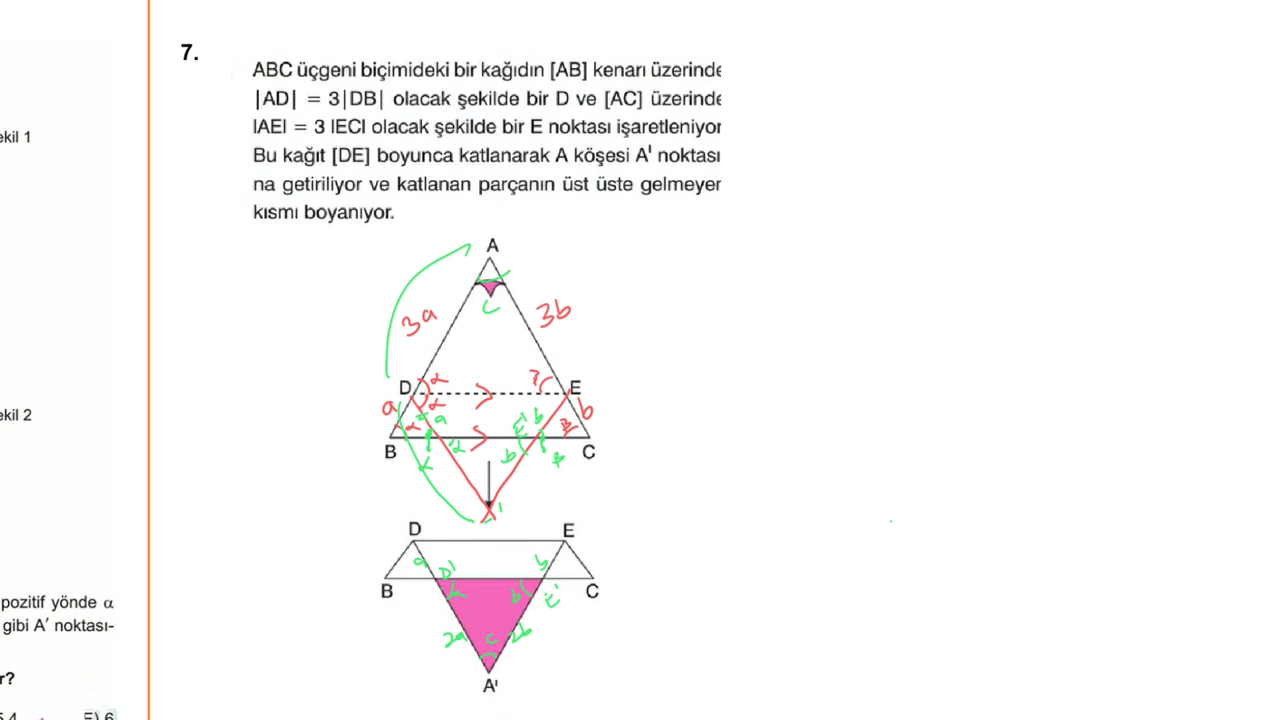 7.
ABC üçgeni biçimideki bir kağıdın [AB] kenarı üzerinde
|AD| = 3|DB| olacak şekilde bir D ve [AC] üzerinde
IAEI = 3 IECI olacak şekilde bir E noktası işaretleniyor
Bu kağıt [DE] boyunca katlanarak A köşesi A' noktası
na getiriliyor ve katlanan parçanın üst üste gelmeyen
kısmı boyanıyor.
ekil 1
ekil 2
pozitif yönde α
gibi A′ noktası-
r?
E) 6
A
c
3a
3b
D
α
E
a
α
a
E'
b
b
α
B
α
b
C
A'
D
E
a
D'
b
B
α
b
E'
C
2a
c
2b
A'